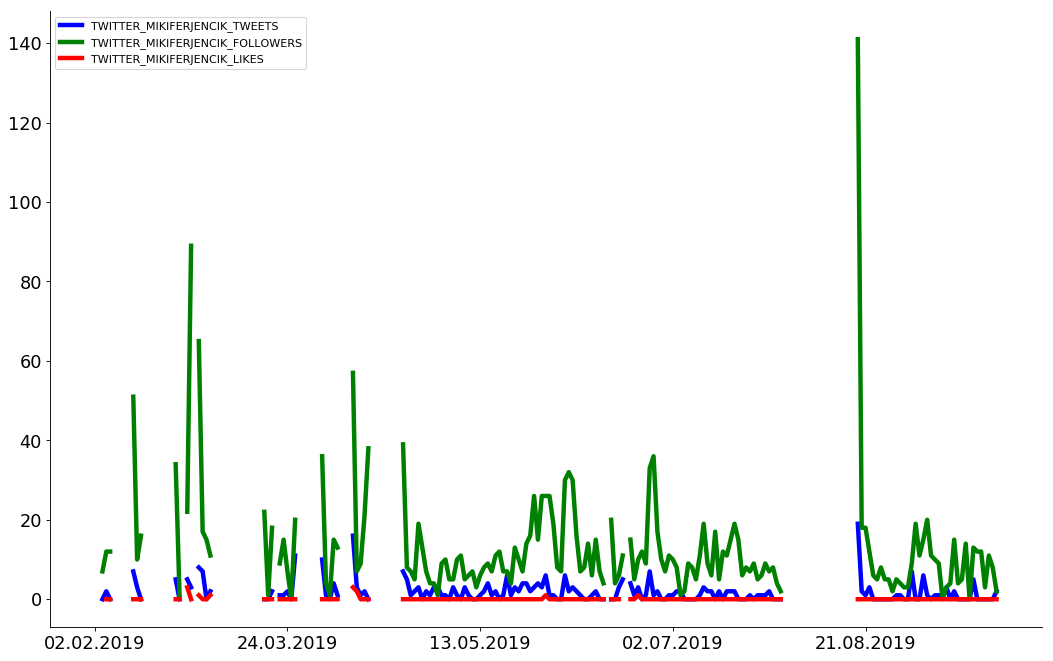 TWITTER_MIKIFERJENCIK_TWEETS
TWITTER_MIKIFERJENCIK_FOLLOWERS
TWITTER_MIKIFERJENCIK_LIKES
140
120
100
80
60
40
20
0
02.02.2019 24.03.2019 13.05.2019 02.07.2019 21.08.2019